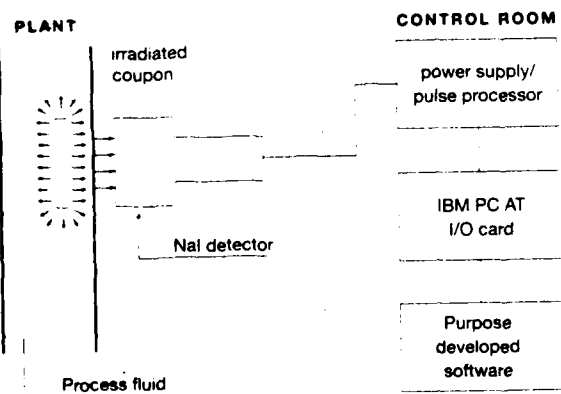 PLANT
irradiated
coupon
NaI detector
Process fluid
CONTROL ROOM
power supply/
pulse processor
IBM PC AT
I/O card
Purpose
developed
software